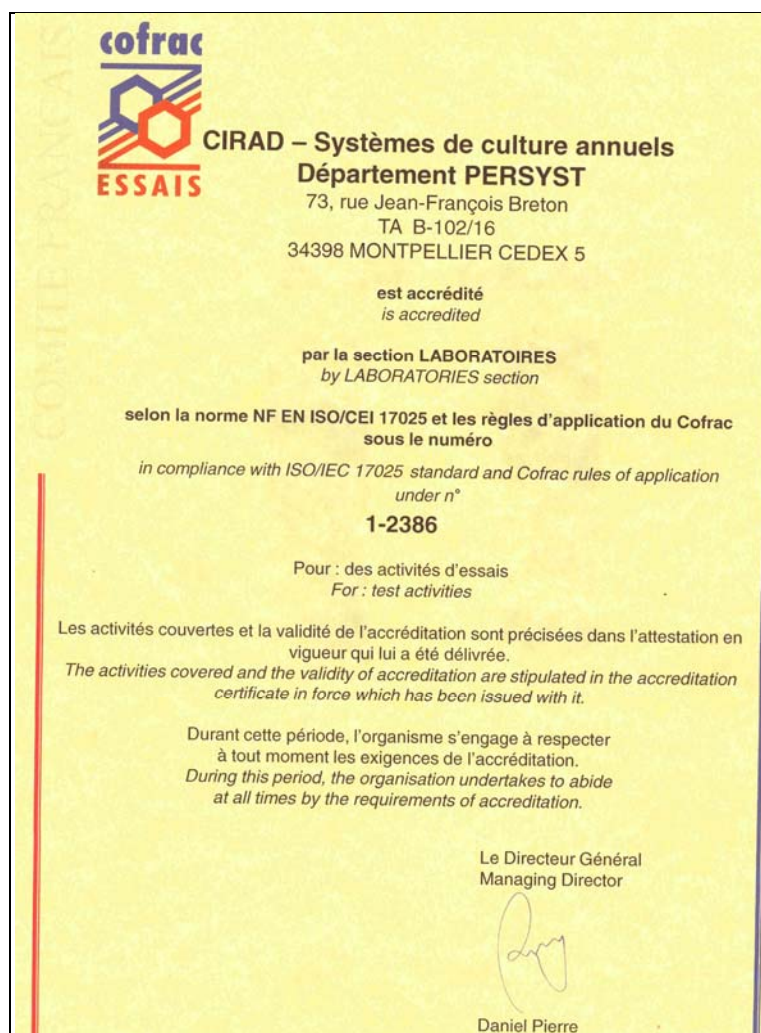 cofrac
ESSAIS
CIRAD – Systèmes de culture annuels
Département PERSYST
73, rue Jean-François Breton
TA B-102/16
34398 MONTPELLIER CEDEX 5
est accrédité
is accredited
par la section LABORATOIRES
by LABORATORIES section
selon la norme NF EN ISO/CEI 17025 et les règles d'application du Cofrac
sous le numéro
in compliance with ISO/IEC 17025 standard and Cofrac rules of application
under n°
1-2386
Pour : des activités d'essais
For : test activities
Les activités couvertes et la validité de l'accréditation sont précisées dans l'attestation en
vigueur qui lui a été délivrée.
The activities covered and the validity of accreditation are stipulated in the accreditation
certificate in force which has been issued with it.
Durant cette période, l'organisme s'engage à respecter
à tout moment les exigences de l'accréditation.
During this period, the organisation undertakes to abide
at all times by the requirements of accreditation.
Le Directeur Général
Managing Director
Daniel Pierre
COMITE FRANCAIS